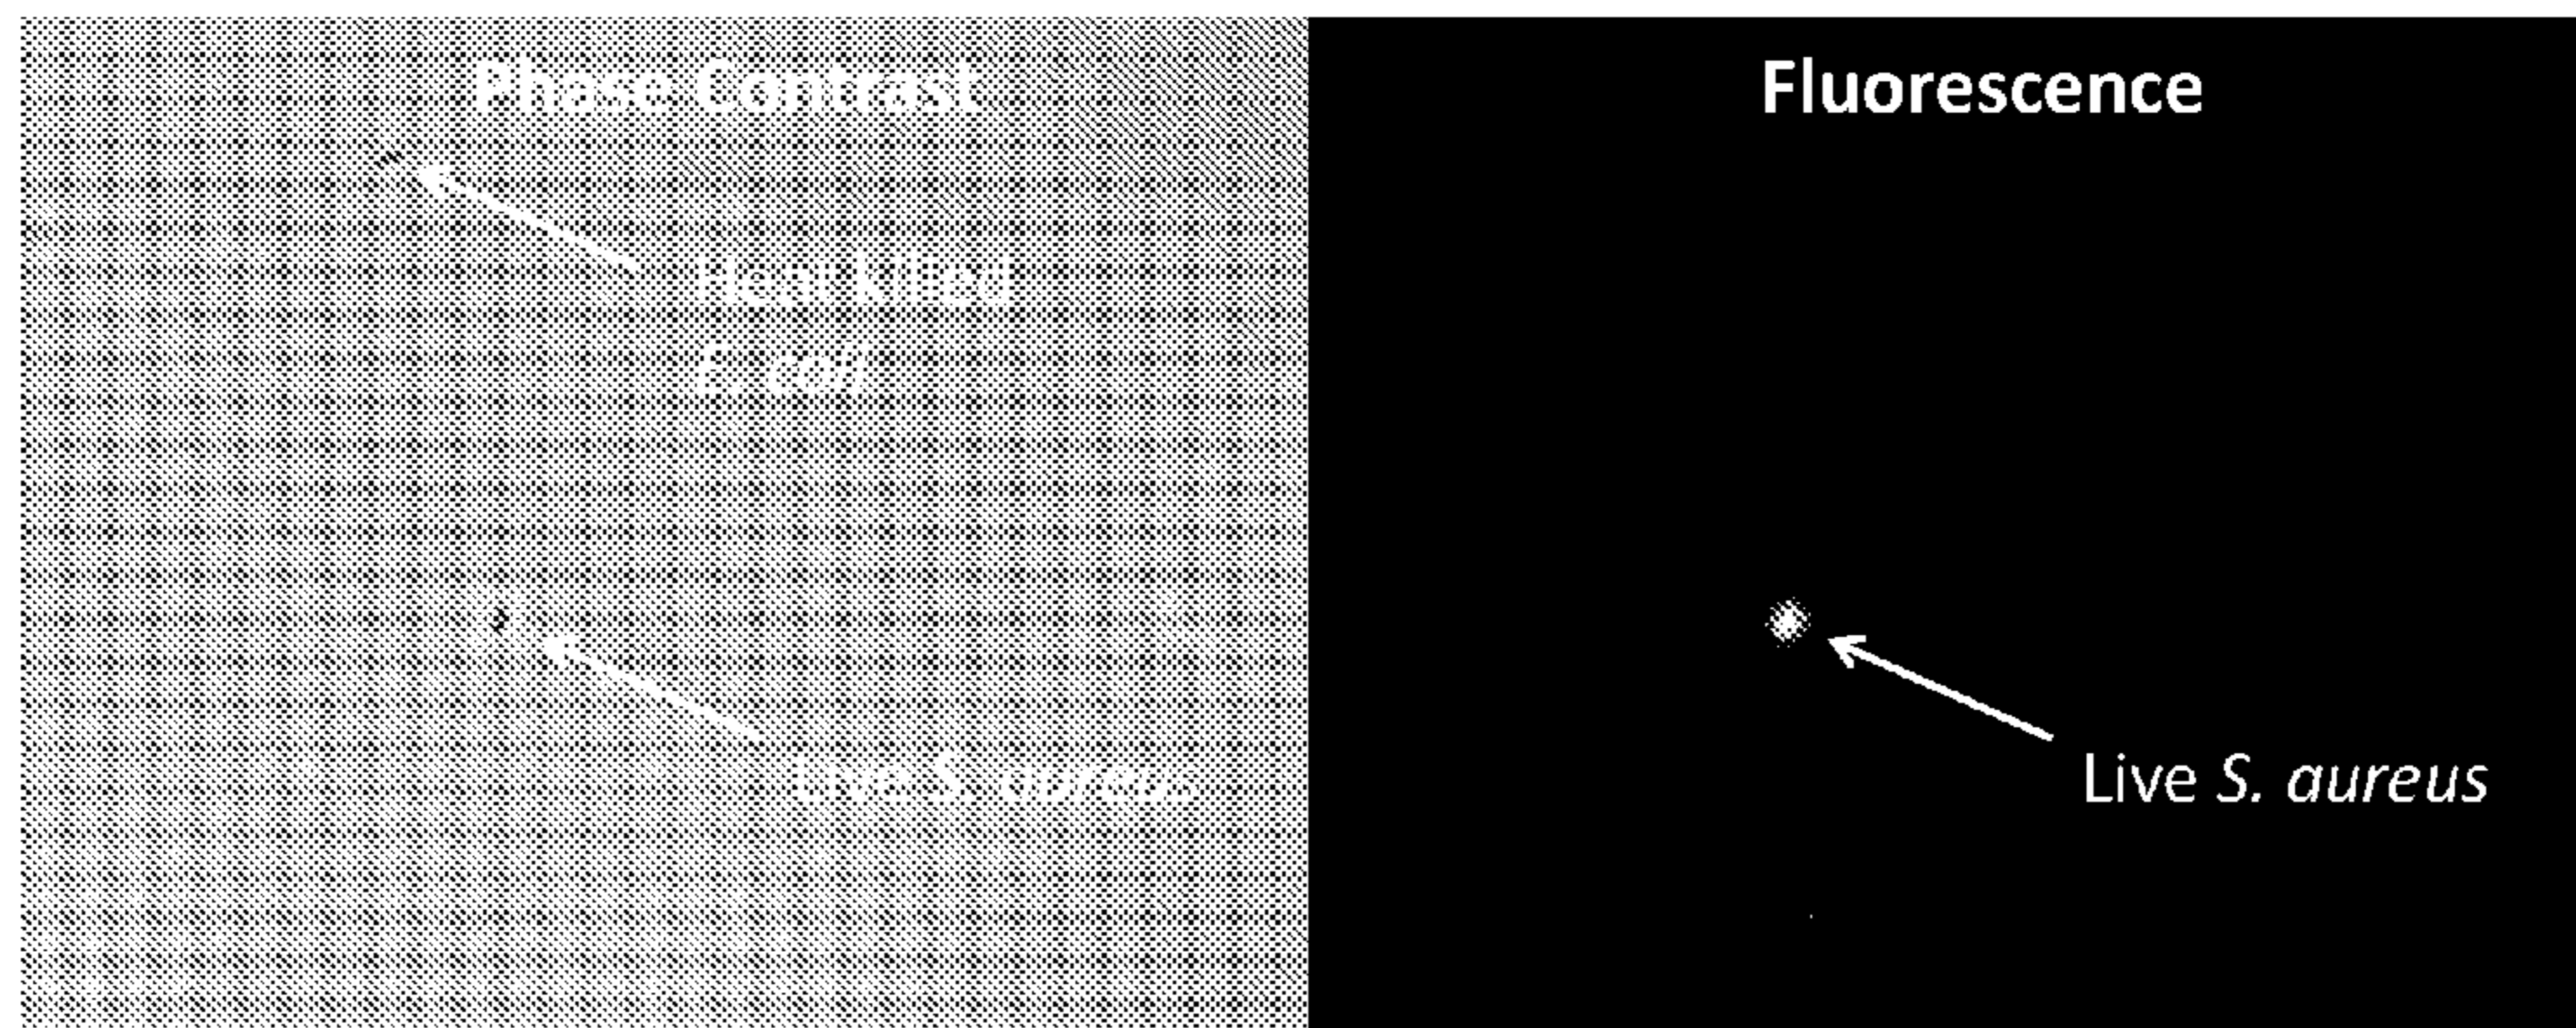 Phase Contrast
Heat killed
E. coli
Live S. aureus
Fluorescence
Live S. aureus